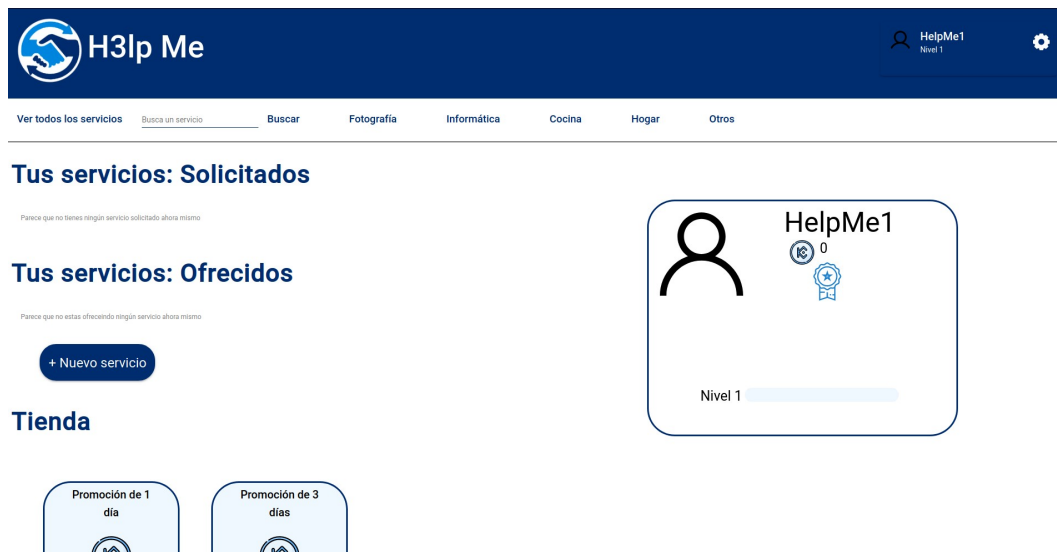 H3lp Me
HelpMe1
Nivel 1
Ver todos los servicios
Busca un servicio
Buscar
Fotografía
Informática
Cocina
Hogar
Otros
Tus servicios: Solicitados
Parece que no tienes ningún servicio solicitado ahora mismo
HelpMe1
0
Nivel 1
Tus servicios: Ofrecidos
Parece que no estas ofreceindo ningún servicio ahora mismo
+ Nuevo servicio
Tienda
Promoción de 1
día
Promoción de 3
días